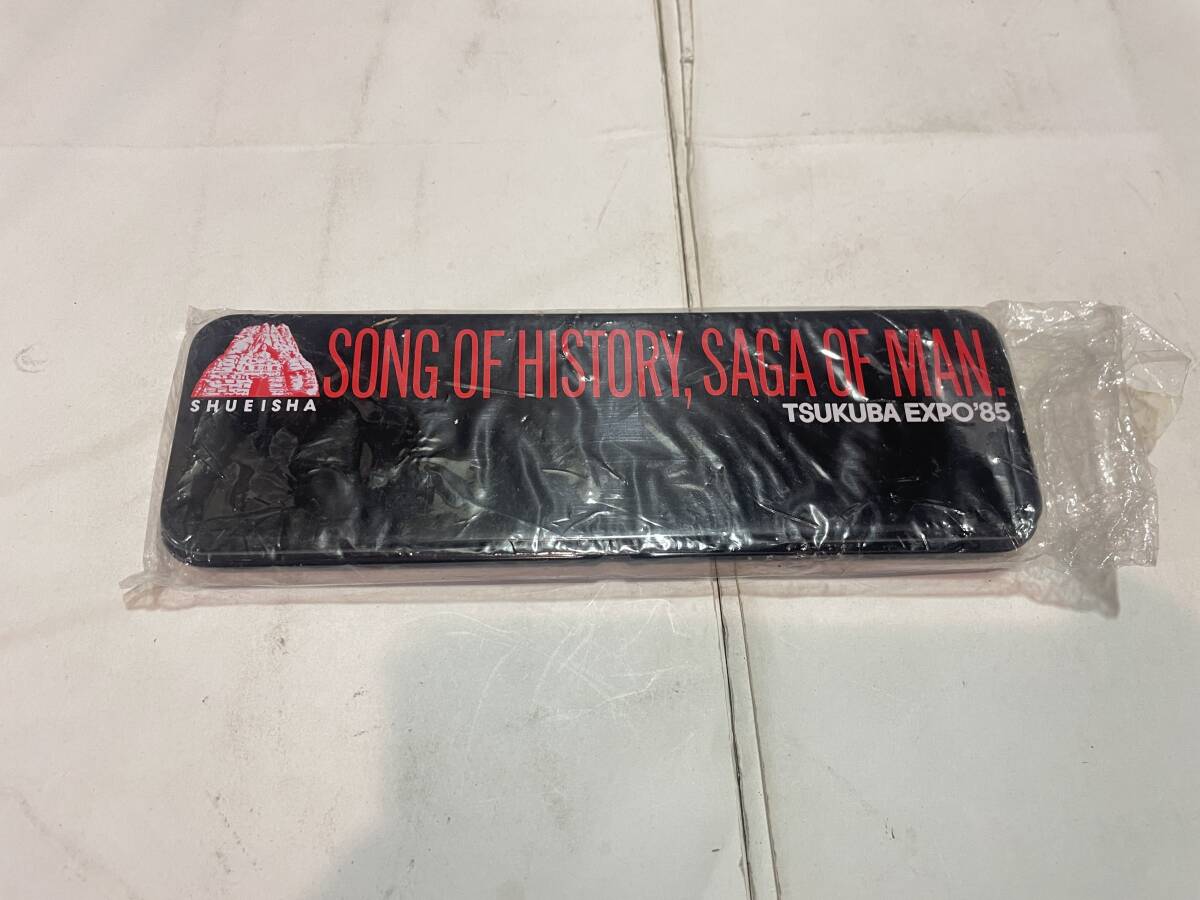 SONG OF HISTORY, SAGA OF MAN.
SHUEISHA
TSUKUBA EXPO'85